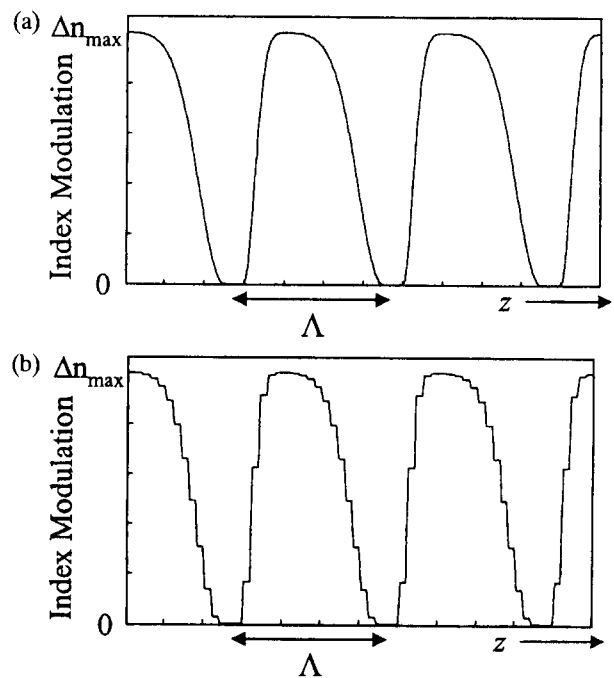 (a)
Δn_max
Index Modulation
0
Λ
z
(b)
Δn_max
Index Modulation
0
Λ
z